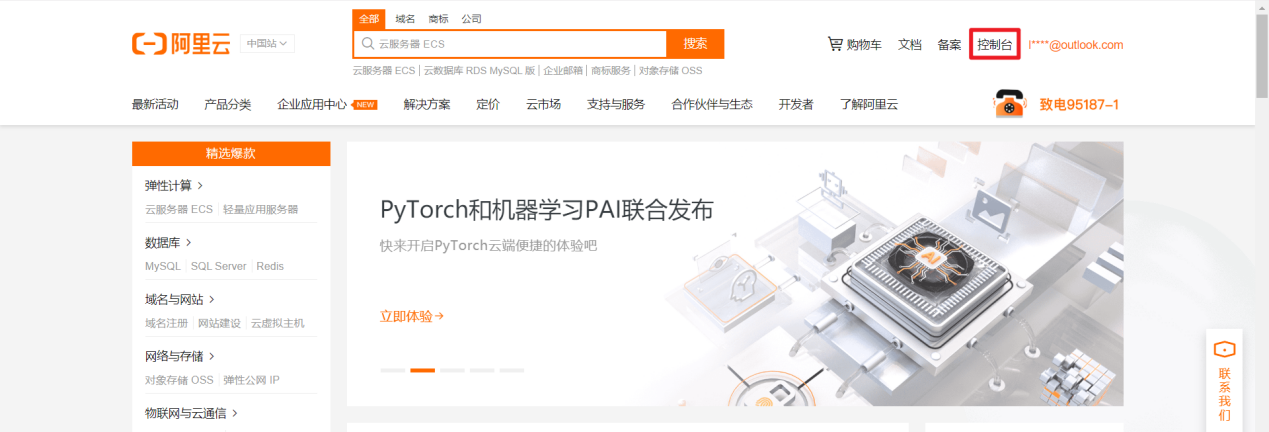 全部 域名 商标 公司
阿里云 中国站 云服务器 ECS 搜索 购物车 文档 备案 控制台 l****@outlook.com
云服务器 ECS | 云数据库 RDS MySQL 版 | 企业邮箱 | 商标服务 | 对象存储 OSS
最新活动 产品分类 企业应用中心 NEW 解决方案 定价 云市场 支持与服务 合作伙伴与生态 开发者 了解阿里云 致电95187-1
精选爆款
弹性计算 >
云服务器 ECS | 轻量应用服务器
数据库 >
MySQL | SQL Server | Redis
域名与网站 >
域名注册 | 网站建设 | 云虚拟主机
网络与存储 >
对象存储 OSS | 弹性公网 IP
物联网与云通信 >
PyTorch和机器学习PAI联合发布
快来开启PyTorch云端便捷的体验吧
立即体验→
AI
联系我们